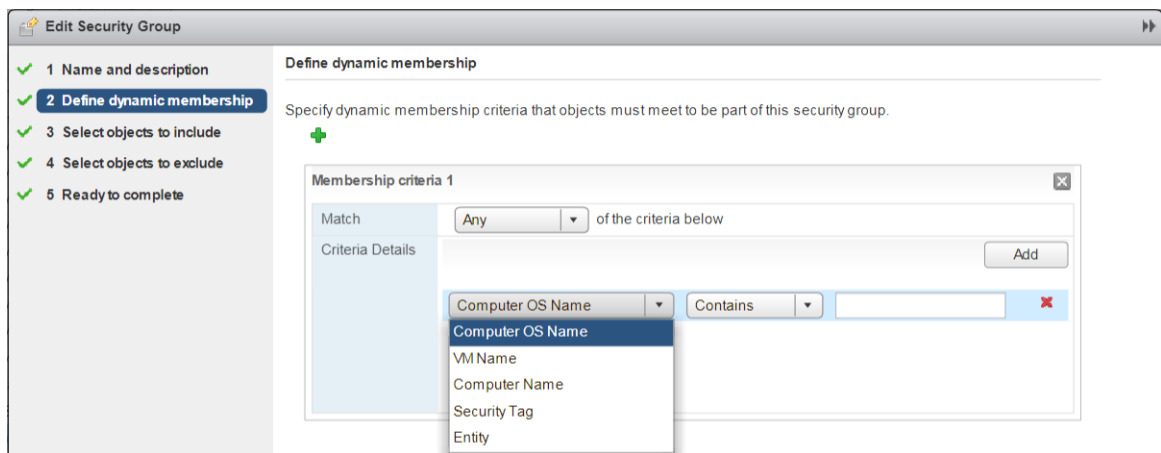 Edit Security Group
1 Name and description
2 Define dynamic membership
3 Select objects to include
4 Select objects to exclude
5 Ready to complete
Define dynamic membership
Specify dynamic membership criteria that objects must meet to be part of this security group.
Membership criteria 1
Match Any of the criteria below
Criteria Details
Add
Computer OS Name Contains
Computer OS Name
VM Name
Computer Name
Security Tag
Entity